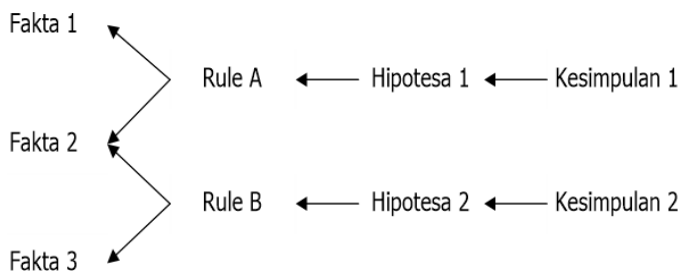 Fakta 1
Rule A Hipotesa 1 Kesimpulan 1
Fakta 2
Rule B Hipotesa 2 Kesimpulan 2
Fakta 3